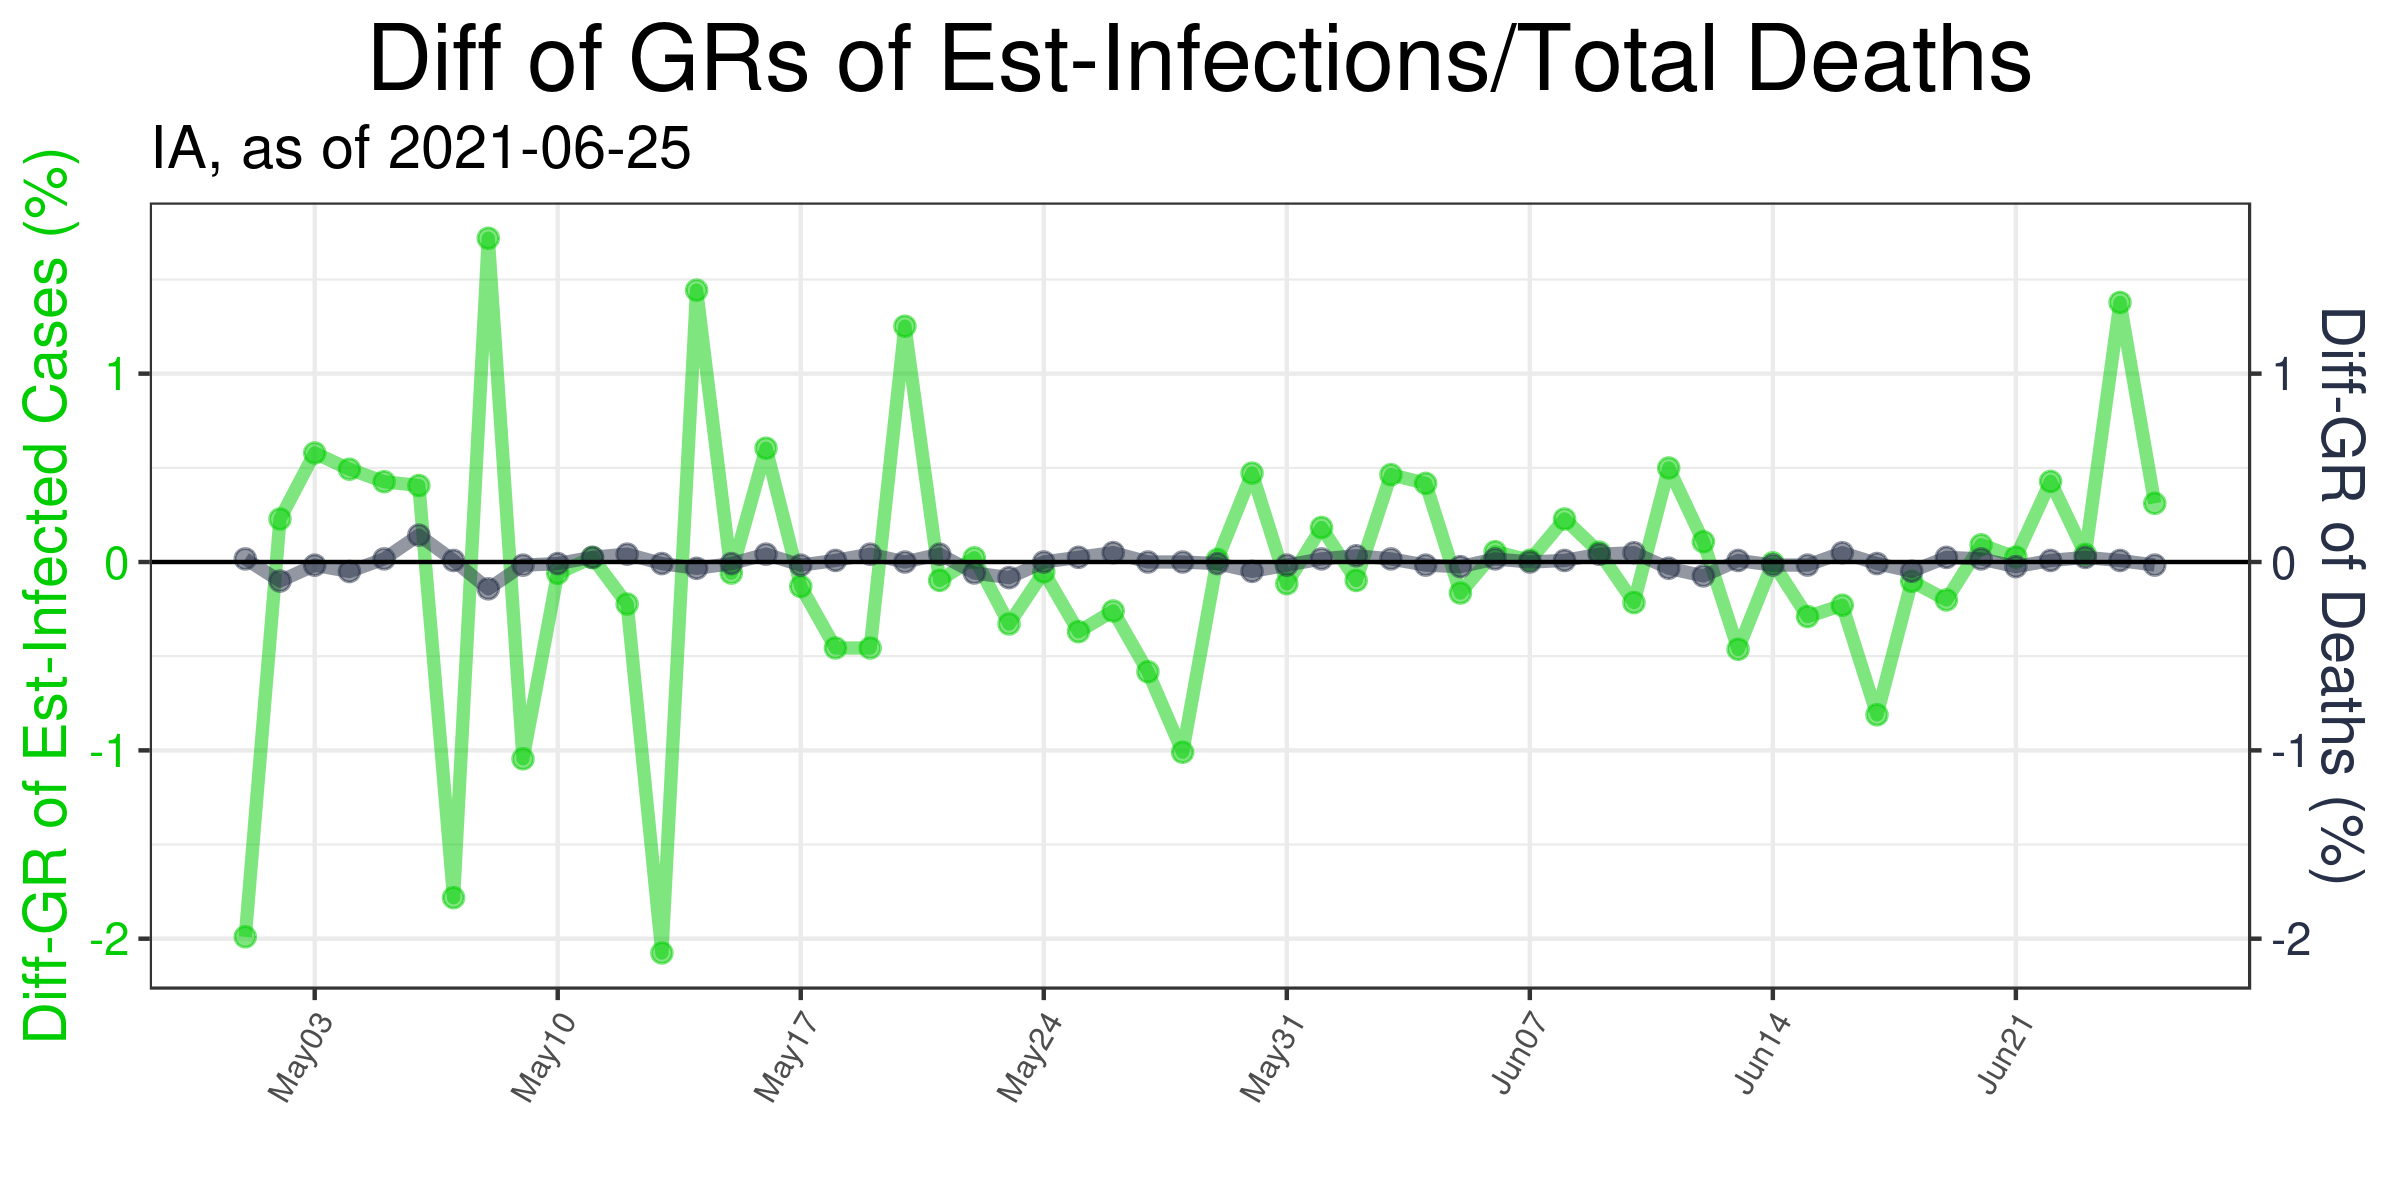 Diff of GRs of Est-Infections/Total Deaths
IA, as of 2021-06-25
Diff-GR of Est-Infected Cases (%)
1
0
-1
-2
1
0
-1
-2
Diff-GR of Deaths (%)
May03
May10
May17
May24
May31
Jun07
Jun14
Jun21